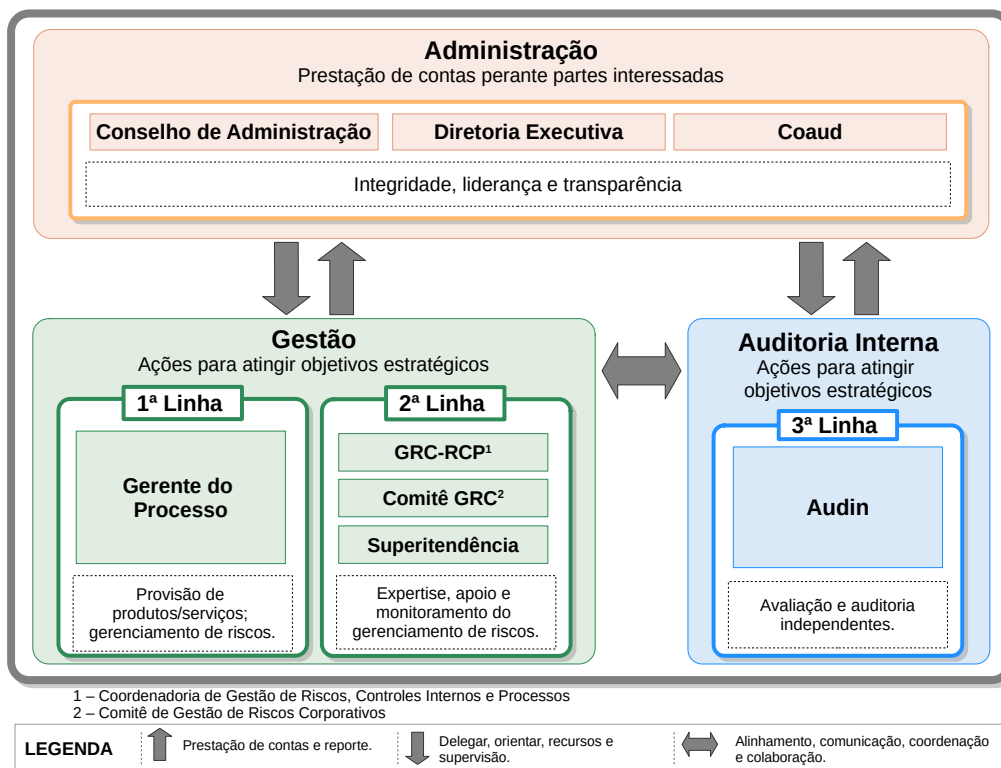 Administração
Prestação de contas perante partes interessadas
Conselho de Administração
Diretoria Executiva
Coaud
Integridade, liderança e transparência
Gestão
Ações para atingir objetivos estratégicos
1ª Linha
Gerente do
Processo
Provisão de
produtos/serviços;
gerenciamento de riscos.
2ª Linha
GRC-RCP¹
Comitê GRC²
Superitendência
Expertise, apoio e
monitoramento do
gerenciamento de riscos.
Auditoria Interna
Ações para atingir
objetivos estratégicos
3ª Linha
Audin
Avaliação e auditoria
independentes.
1 – Coordenadoria de Gestão de Riscos, Controles Internos e Processos
2 – Comitê de Gestão de Riscos Corporativos
LEGENDA
Prestação de contas e reporte.
Delegar, orientar, recursos e
supervisão.
Alinhamento, comunicação, coordenação
e colaboração.